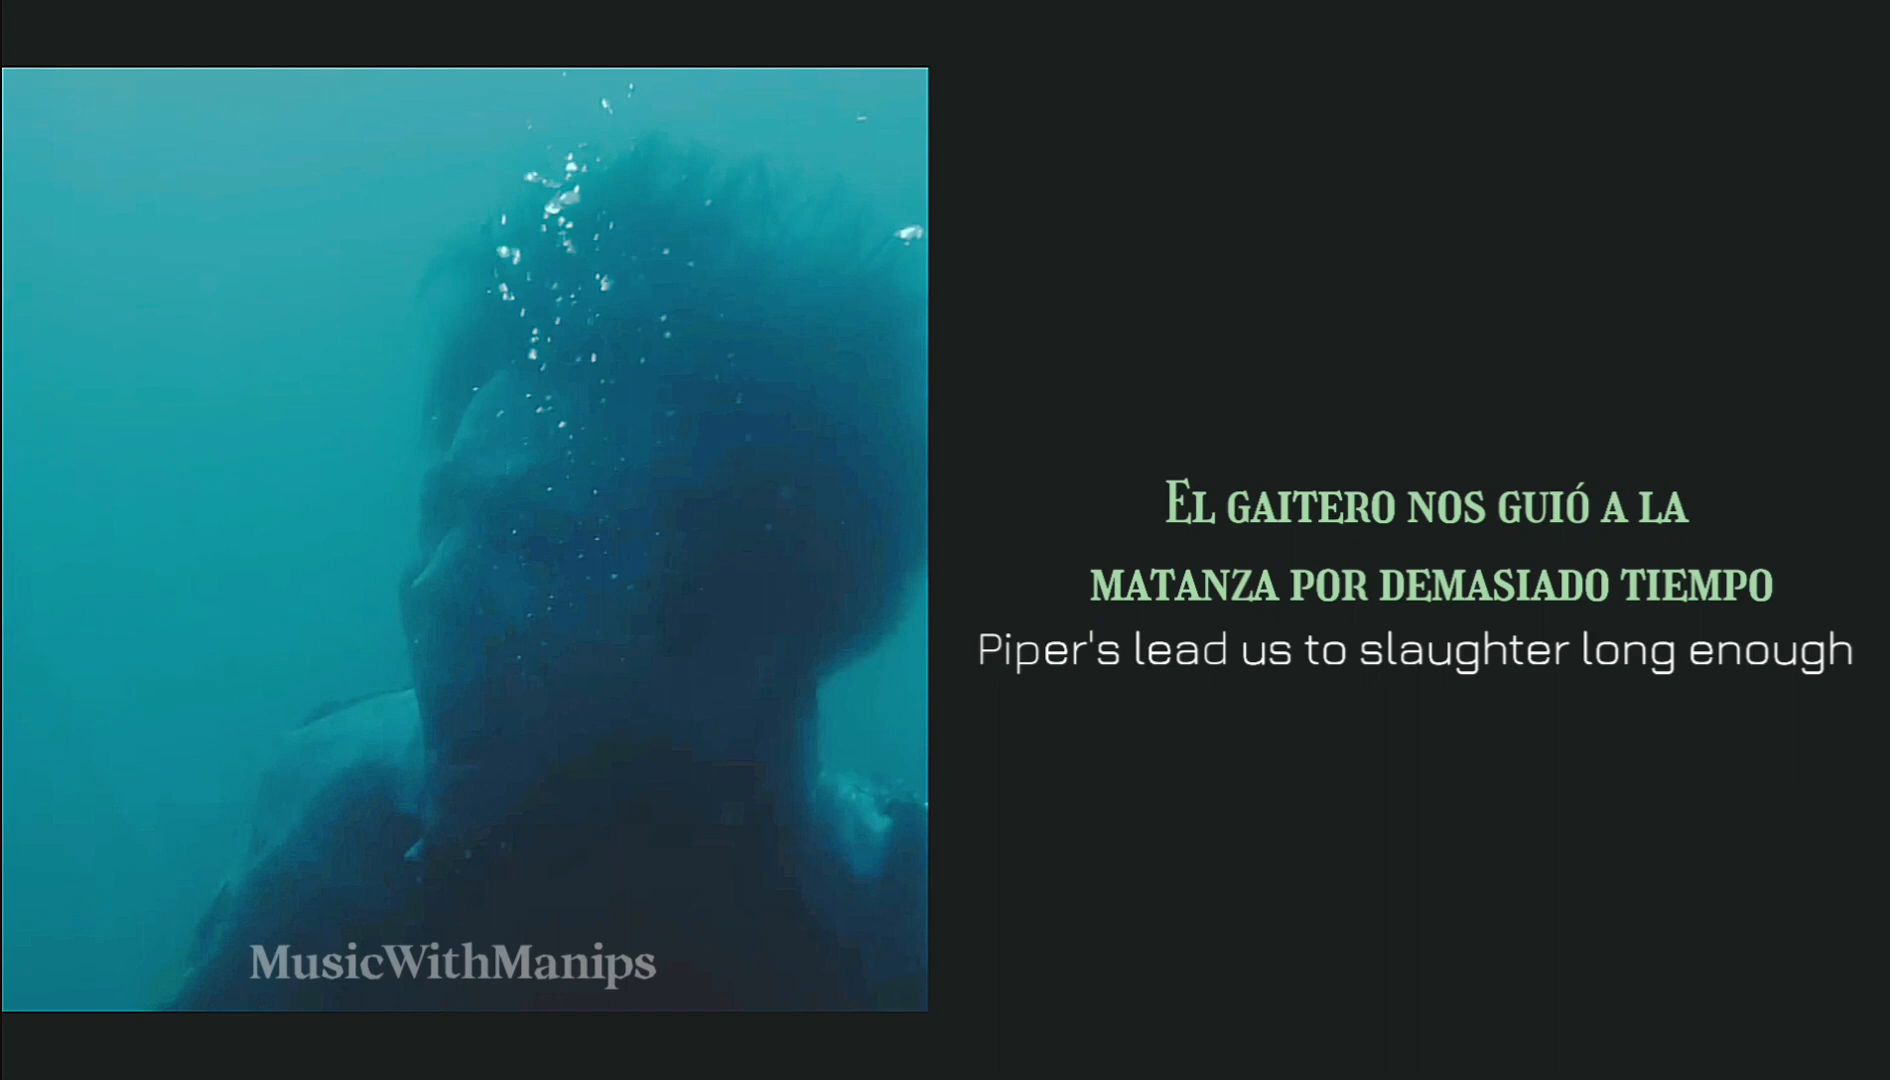 El gaitero nos guió a la
matanza por demasiado tiempo
Piper's lead us to slaughter long enough
MusicWithManips